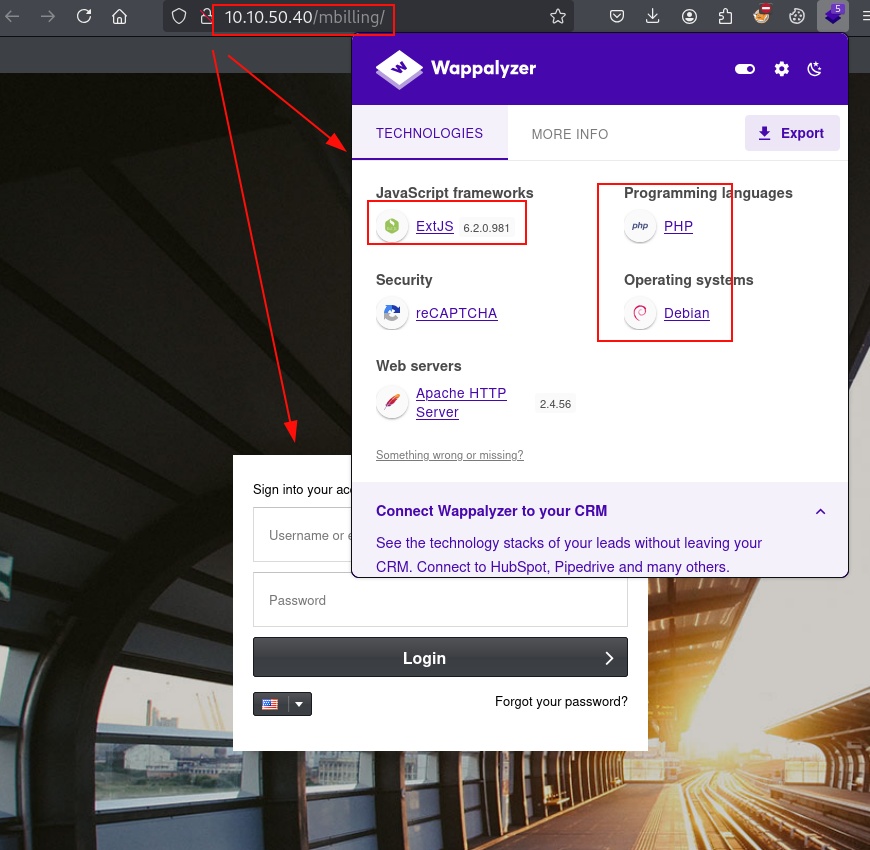 10.10.50.40/mbilling/
5
W
Wappalyzer
TECHNOLOGIES
MORE INFO
Export
JavaScript frameworks
ExtJS 6.2.0.981
Programming languages
php PHP
Security
reCAPTCHA
Operating systems
Debian
Web servers
Apache HTTP
Server
2.4.56
Something wrong or missing?
Connect Wappalyzer to your CRM
See the technology stacks of your leads without leaving your
CRM. Connect to HubSpot, Pipedrive and many others.
Sign into your acc
Username or e
Password
Login
Forgot your password?